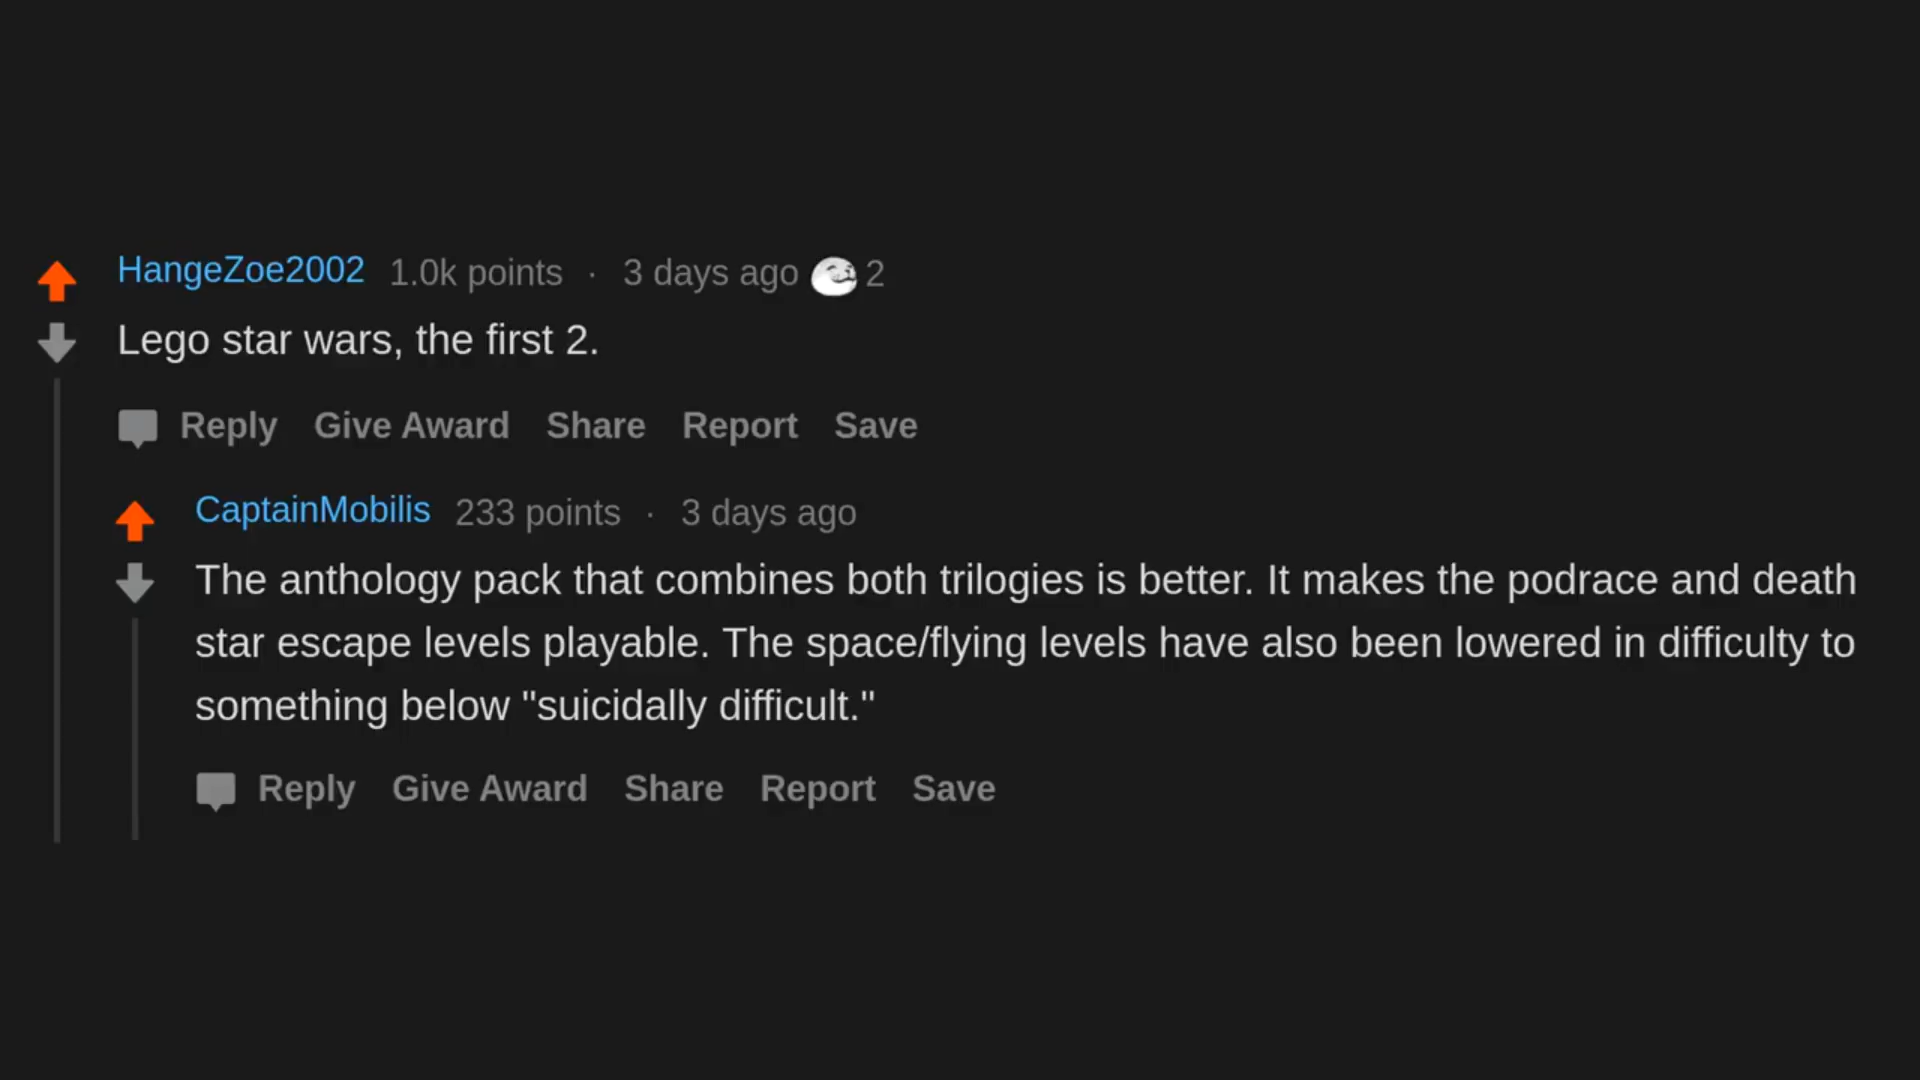 HangeZoe2002 1.0k points · 3 days ago 2
Lego star wars, the first 2.
Reply Give Award Share Report Save
CaptainMobilis 233 points · 3 days ago
The anthology pack that combines both trilogies is better. It makes the podrace and death
star escape levels playable. The space/flying levels have also been lowered in difficulty to
something below "suicidally difficult."
Reply Give Award Share Report Save